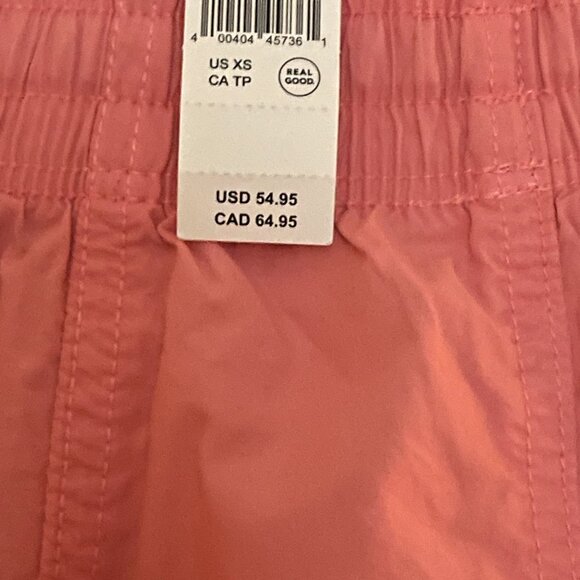 4 00404 45736 1
US XS
CA TP
REAL
GOOD.
USD 54.95
CAD 64.95